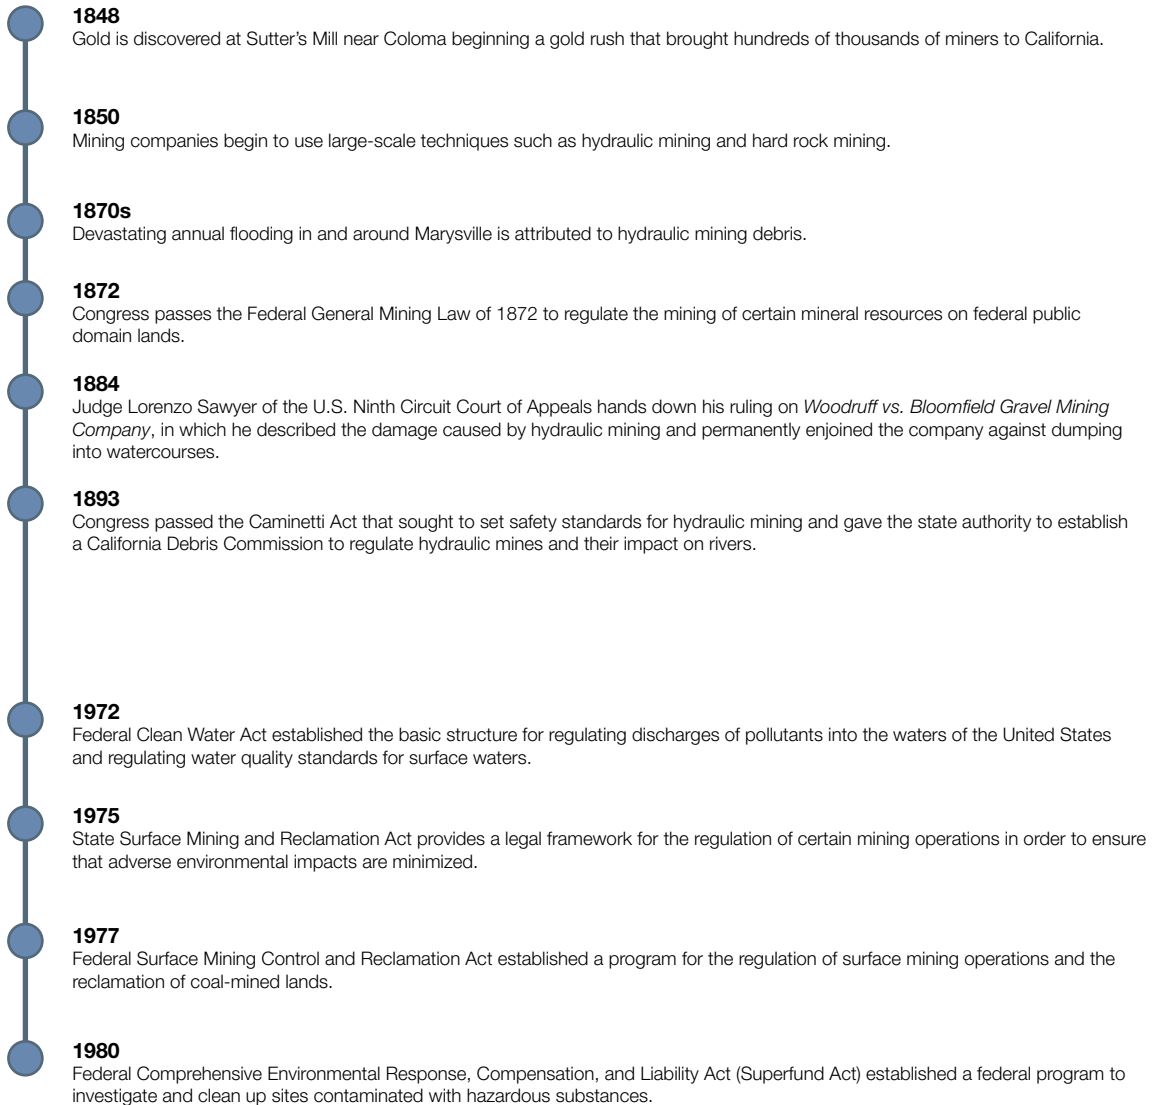 1848
Gold is discovered at Sutter’s Mill near Coloma beginning a gold rush that brought hundreds of thousands of miners to California.
1850
Mining companies begin to use large-scale techniques such as hydraulic mining and hard rock mining.
1870s
Devastating annual flooding in and around Marysville is attributed to hydraulic mining debris.
1872
Congress passes the Federal General Mining Law of 1872 to regulate the mining of certain mineral resources on federal public
domain lands.
1884
Judge Lorenzo Sawyer of the U.S. Ninth Circuit Court of Appeals hands down his ruling on Woodruff vs. Bloomfield Gravel Mining
Company, in which he described the damage caused by hydraulic mining and permanently enjoined the company against dumping
into watercourses.
1893
Congress passed the Caminetti Act that sought to set safety standards for hydraulic mining and gave the state authority to establish
a California Debris Commission to regulate hydraulic mines and their impact on rivers.
1972
Federal Clean Water Act established the basic structure for regulating discharges of pollutants into the waters of the United States
and regulating water quality standards for surface waters.
1975
State Surface Mining and Reclamation Act provides a legal framework for the regulation of certain mining operations in order to ensure
that adverse environmental impacts are minimized.
1977
Federal Surface Mining Control and Reclamation Act established a program for the regulation of surface mining operations and the
reclamation of coal-mined lands.
1980
Federal Comprehensive Environmental Response, Compensation, and Liability Act (Superfund Act) established a federal program to
investigate and clean up sites contaminated with hazardous substances.